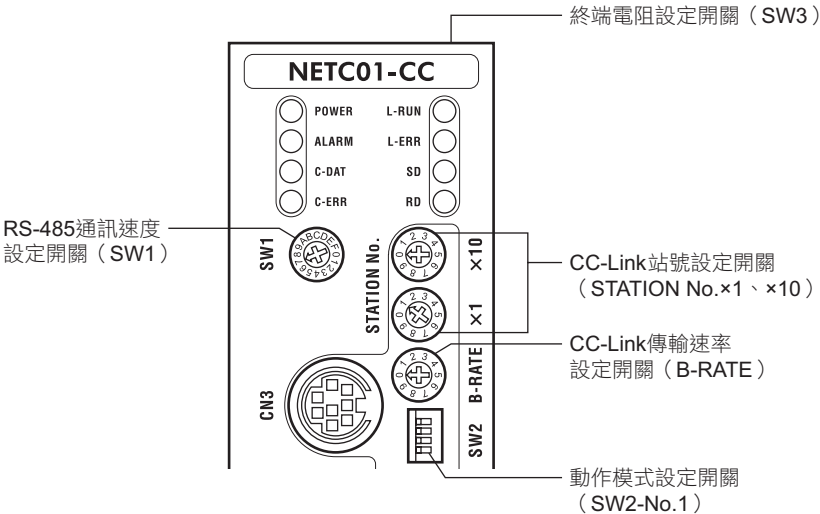 終端電阻設定開關（SW3）
NETC01-CC
POWER L-RUN
ALARM L-ERR
C-DAT SD
C-ERR RD
RS-485通訊速度
設定開關（SW1）
SW1
STATION No.
×10
×1
CC-Link站號設定開關
（STATION No.×1、×10）
CC-Link傳輸速率
設定開關（B-RATE）
B-RATE
CN3
SW2
動作模式設定開關
（SW2-No.1）